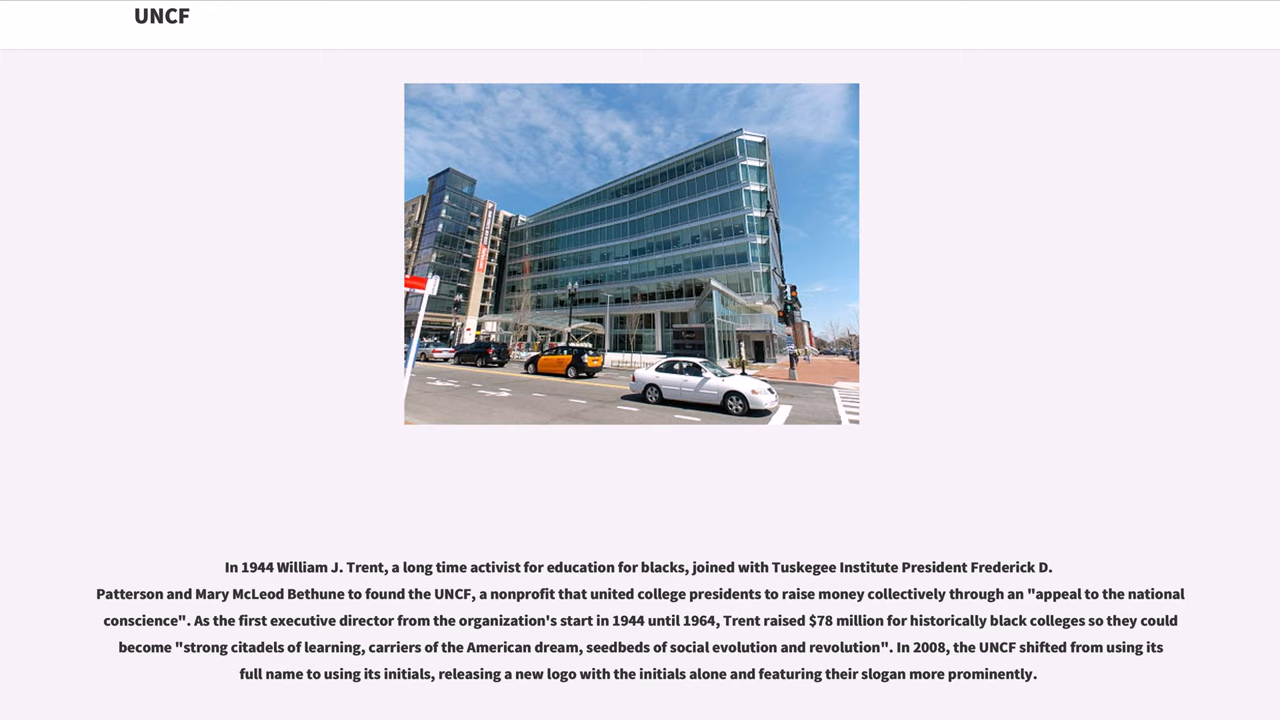 UNCF
In 1944 William J. Trent, a long time activist for education for blacks, joined with Tuskegee Institute President Frederick D.
Patterson and Mary McLeod Bethune to found the UNCF, a nonprofit that united college presidents to raise money collectively through an "appeal to the national
conscience". As the first executive director from the organization's start in 1944 until 1964, Trent raised $78 million for historically black colleges so they could
become "strong citadels of learning, carriers of the American dream, seedbeds of social evolution and revolution". In 2008, the UNCF shifted from using its
full name to using its initials, releasing a new logo with the initials alone and featuring their slogan more prominently.